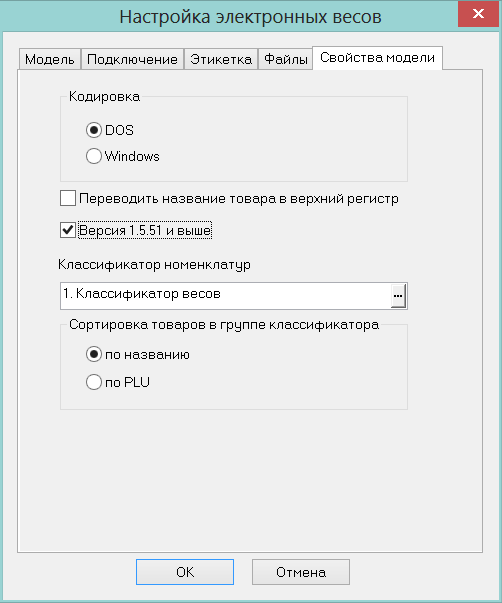 Настройка электронных весов
x
Модель Подключение Этикетка Файлы Свойства модели
Кодировка
DOS
Windows
Переводить название товара в верхний регистр
Версия 1.5.51 и выше
Классификатор номенклатур
1. Классификатор весов ...
Сортировка товаров в группе классификатора
по названию
по PLU
OK Отмена